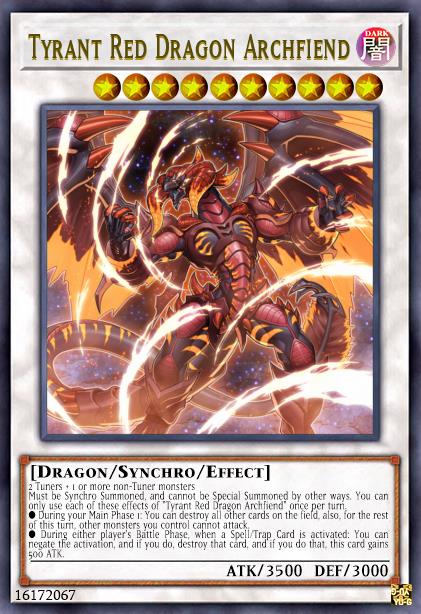 TYRANT RED DRAGON ARCHFIEND
DARK
闇
[DRAGON/SYNCHRO/EFFECT]
2 Tuners + 1 or more non-Tuner monsters
Must be Synchro Summoned, and cannot be Special Summoned by other ways. You can
only use each of these effects of "Tyrant Red Dragon Archfiend" once per turn.
● During your Main Phase 1: You can destroy all other cards on the field, also, for the rest
of this turn, other monsters you control cannot attack.
● During either player's Battle Phase, when a Spell/Trap Card is activated: You can
negate the activation, and if you do, destroy that card, and if you do that, this card gains
500 ATK.
ATK/3500 DEF/3000
16172067